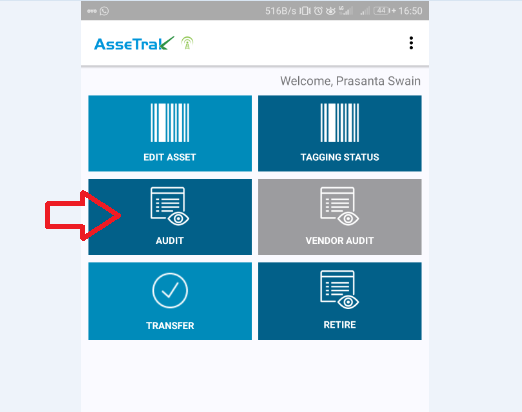 516B/s 44 + 16:50
AsseTrak
Welcome, Prasanta Swain
EDIT ASSET
TAGGING STATUS
AUDIT
VENDOR AUDIT
TRANSFER
RETIRE